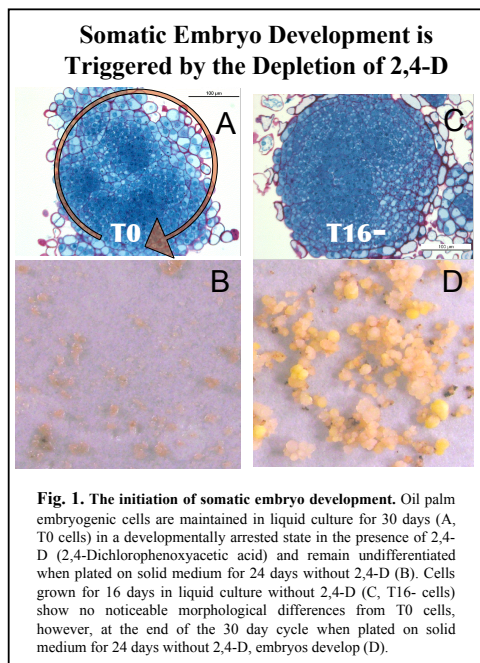 Somatic Embryo Development is
Triggered by the Depletion of 2,4-D
100 µm
A
T0
C
T16-
100 µm
B
D
Fig. 1. The initiation of somatic embryo development. Oil palm
embryogenic cells are maintained in liquid culture for 30 days (A,
T0 cells) in a developmentally arrested state in the presence of 2,4-
D (2,4-Dichlorophenoxyacetic acid) and remain undifferentiated
when plated on solid medium for 24 days without 2,4-D (B). Cells
grown for 16 days in liquid culture without 2,4-D (C, T16- cells)
show no noticeable morphological differences from T0 cells,
however, at the end of the 30 day cycle when plated on solid
medium for 24 days without 2,4-D, embryos develop (D).